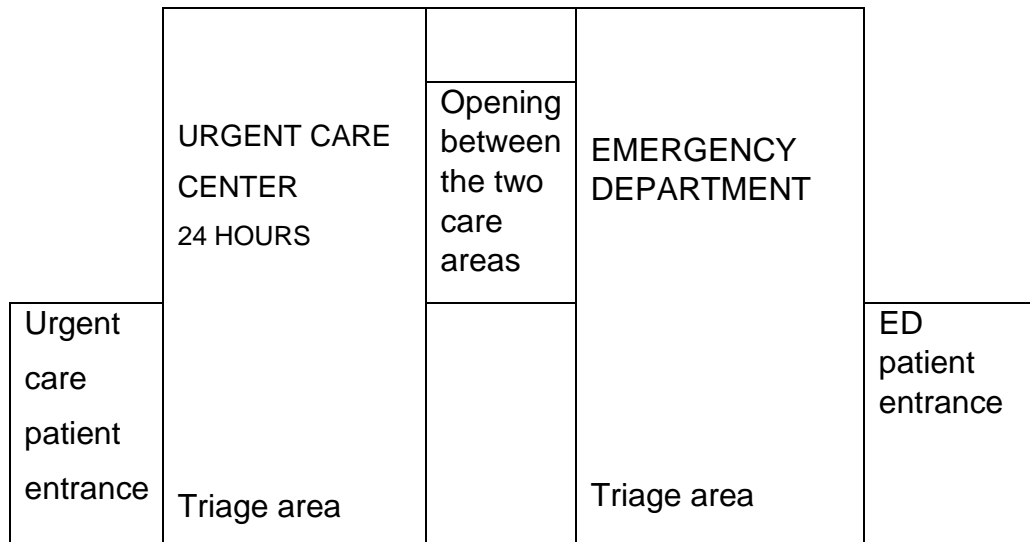 URGENT CARE
CENTER
24 HOURS
Opening
between
the two
care
areas
EMERGENCY
DEPARTMENT
Urgent
care
patient
entrance
Triage area
Triage area
ED
patient
entrance